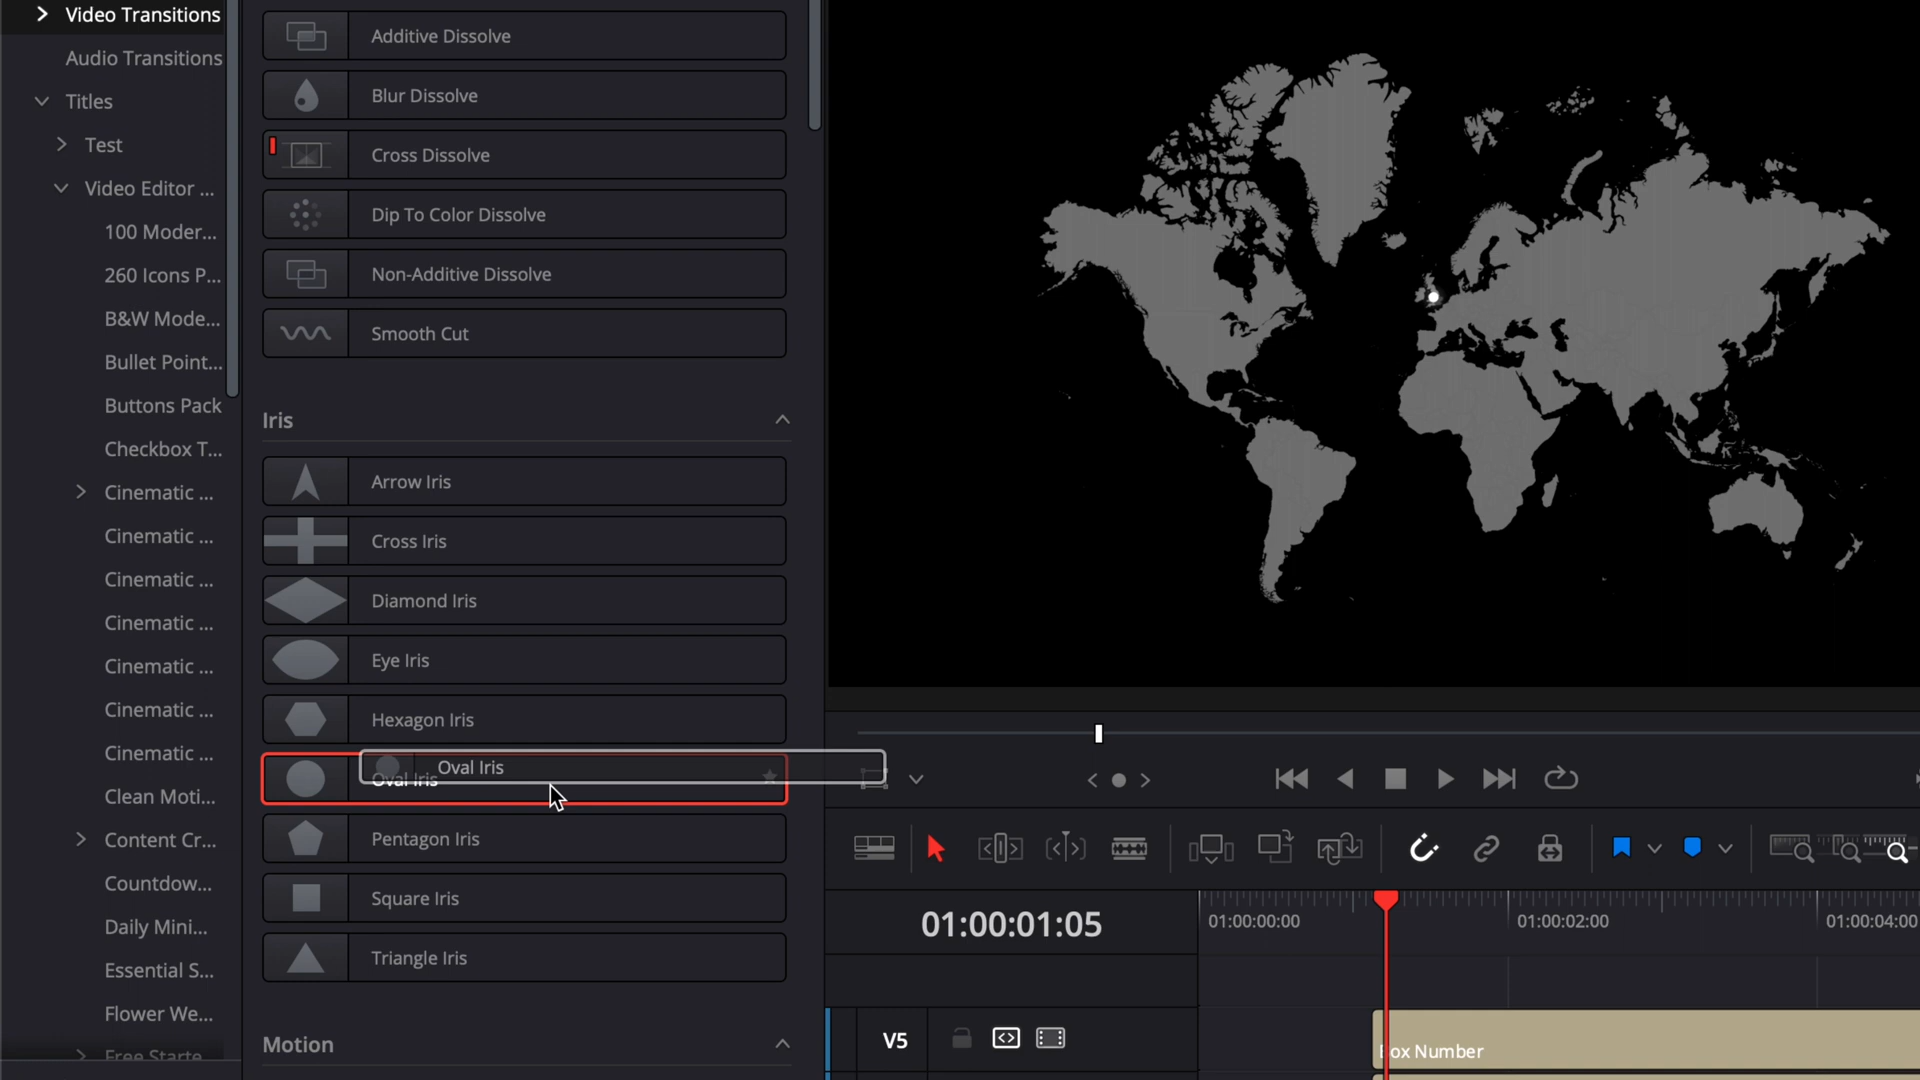 Video Transitions
Audio Transitions
Titles
Test
Video Editor ...
100 Moder...
260 Icons P...
B&W Mode...
Bullet Point...
Buttons Pack
Checkbox T...
Cinematic ...
Cinematic ...
Cinematic ...
Cinematic ...
Cinematic ...
Cinematic ...
Cinematic ...
Clean Moti...
Content Cr...
Countdow...
Daily Mini...
Essential S...
Flower We...
Free Starte
Additive Dissolve
Blur Dissolve
Cross Dissolve
Dip To Color Dissolve
Non-Additive Dissolve
Smooth Cut
Iris
Arrow Iris
Cross Iris
Diamond Iris
Eye Iris
Hexagon Iris
Oval Iris
Oval Iris
Pentagon Iris
Square Iris
Triangle Iris
Motion
01:00:01:05
01:00:00:00
01:00:02:00
01:00:04:00
V5
ox Number